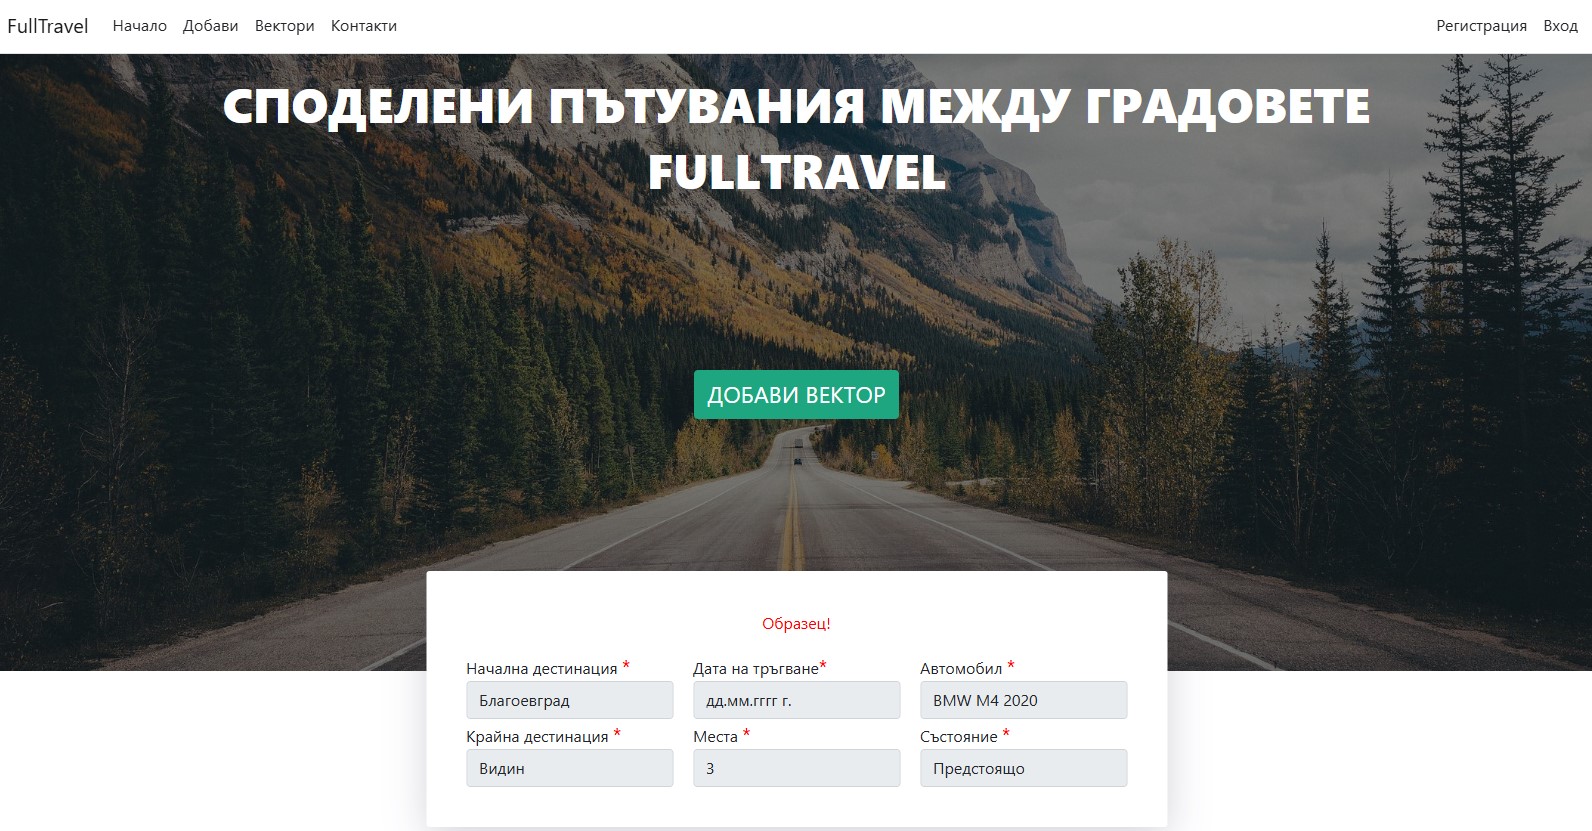 FullTravel Начало Добави Вектори Контакти Регистрация Вход
СПОДЕЛЕНИ ПЪТУВАНИЯ МЕЖДУ ГРАДОВЕТЕ
FULLTRAVEL
ДОБАВИ ВЕКТОР
Образец!
Начална дестинация * Дата на тръгване* Автомобил *
Благоевград дд.мм.гггг г. BMW M4 2020
Крайна дестинация * Места * Състояние *
Видин 3 Предстоящо